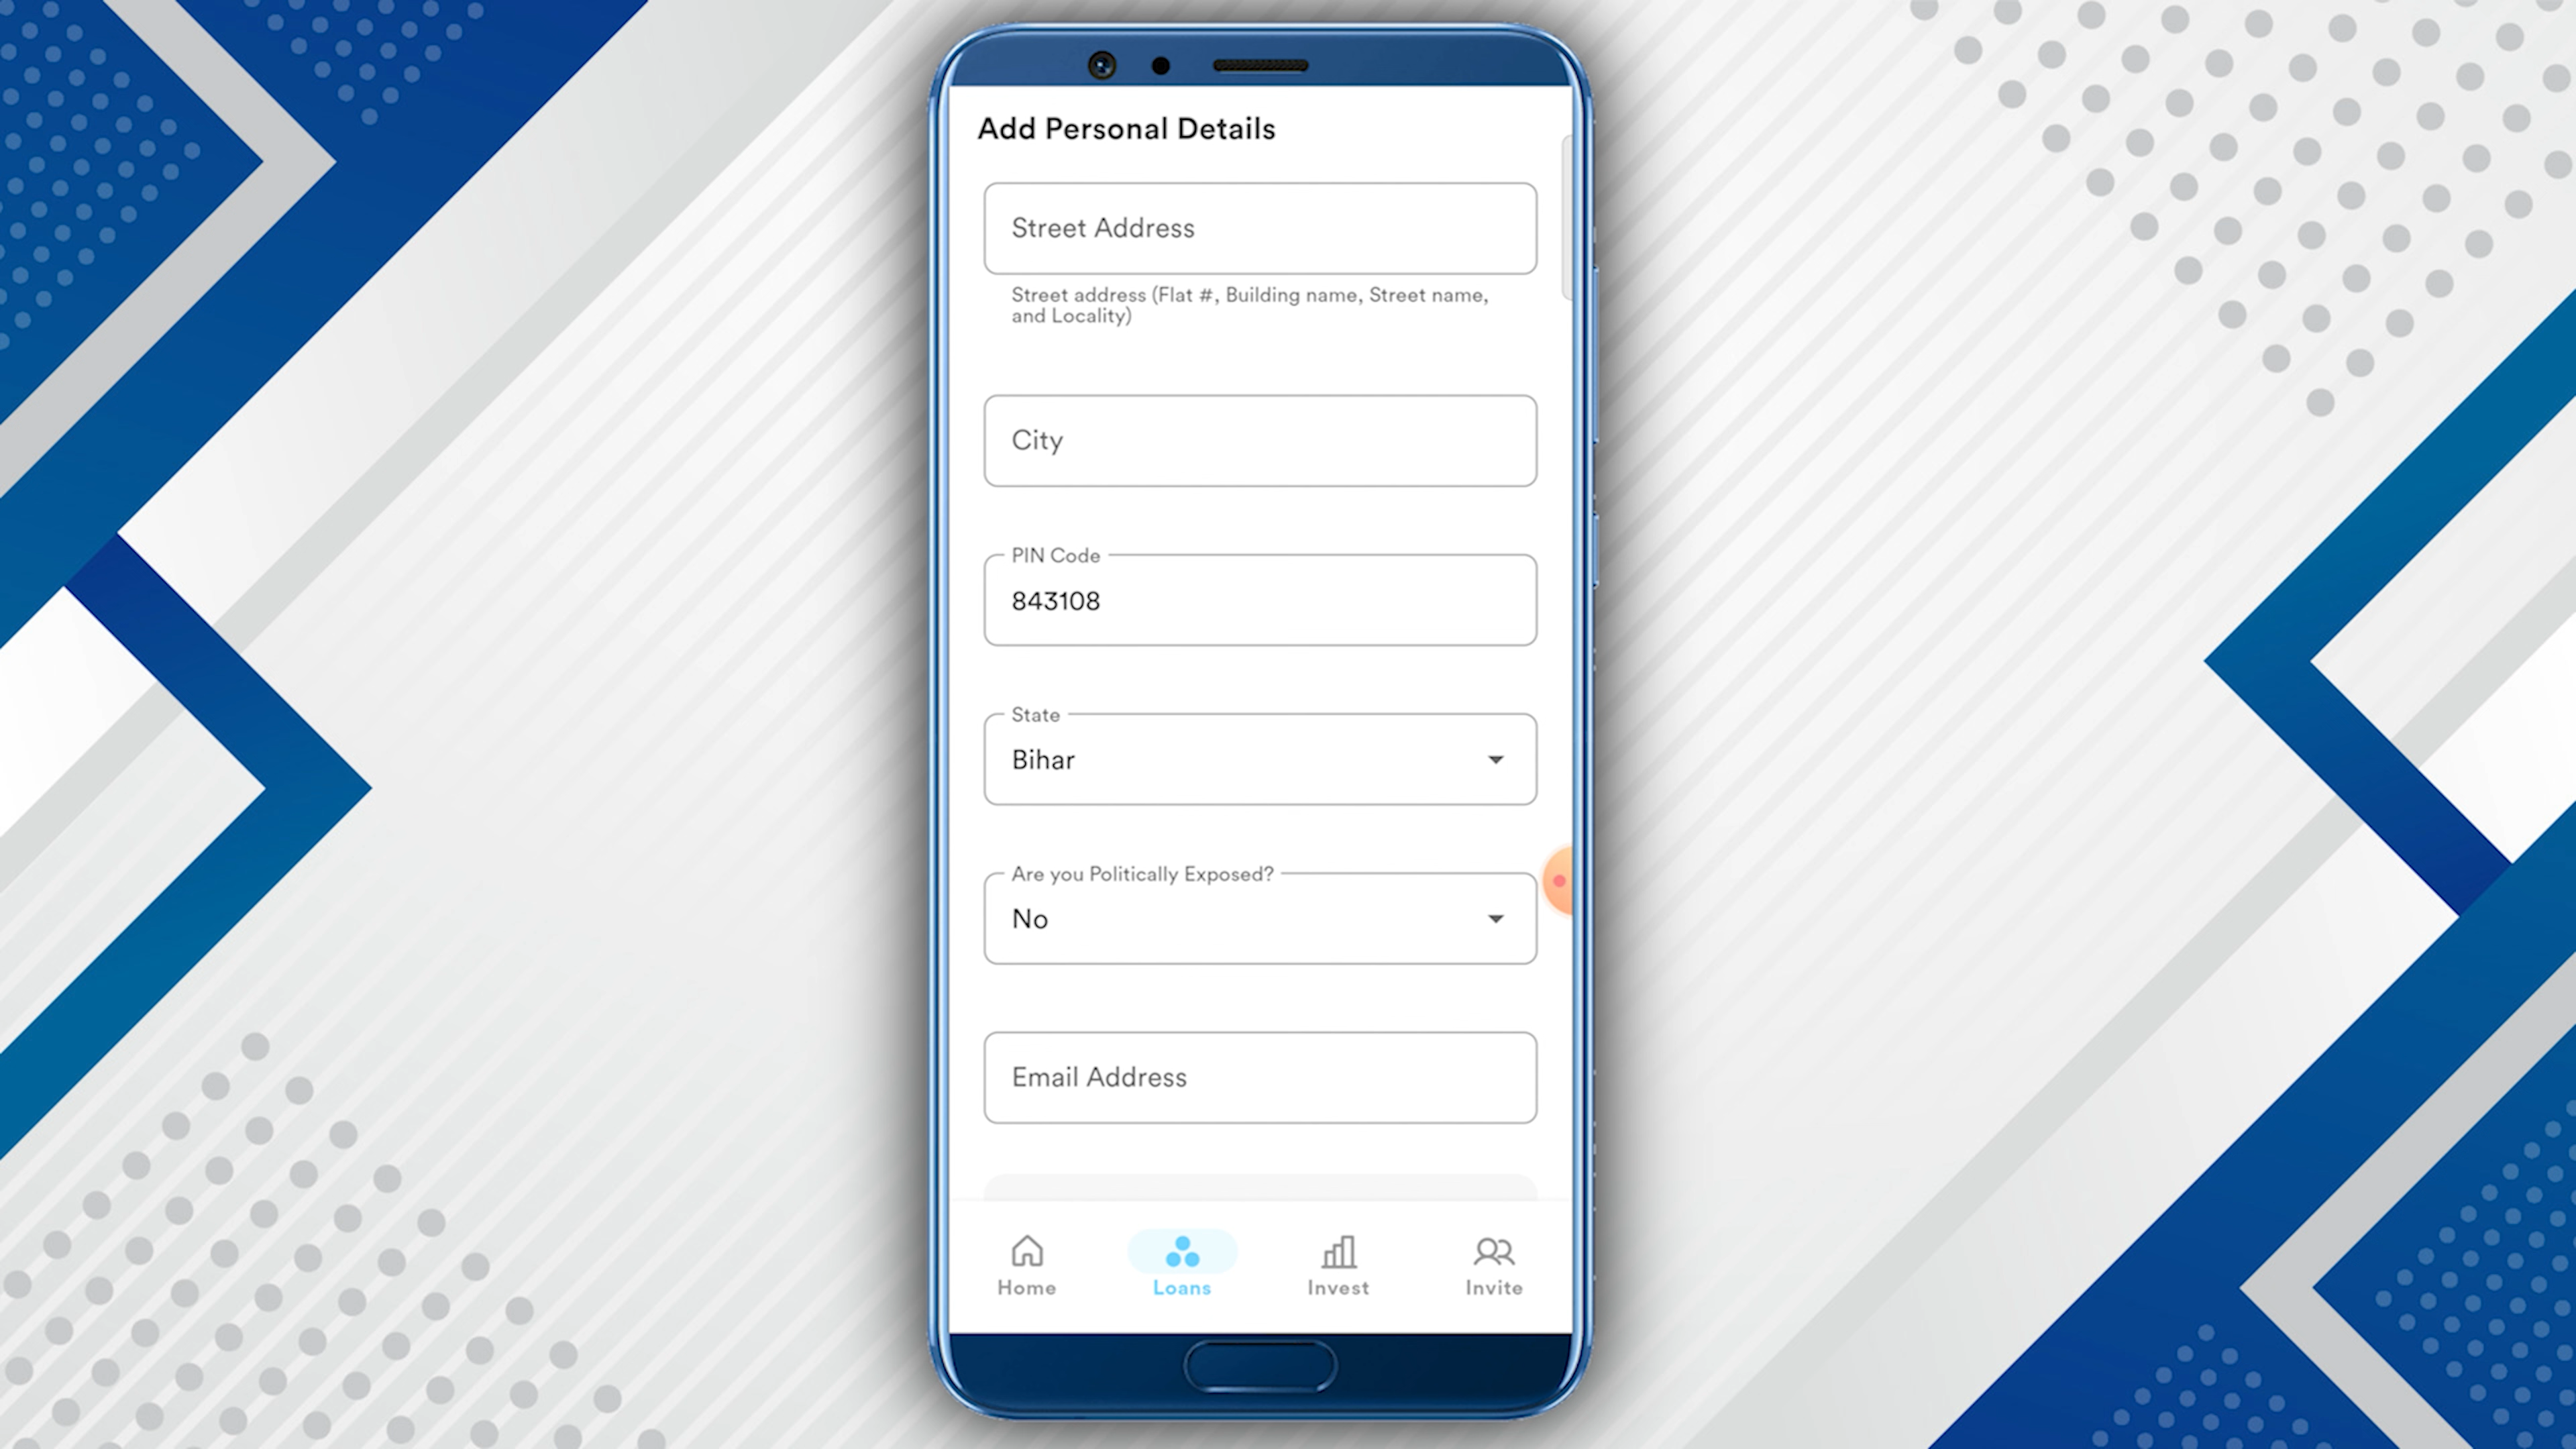 Add Personal Details
Street Address
Street address (Flat #, Building name, Street name,
and Locality)
City
PIN Code
843108
State
Bihar
Are you Politically Exposed?
No
Email Address
Home
Loans
Invest
Invite